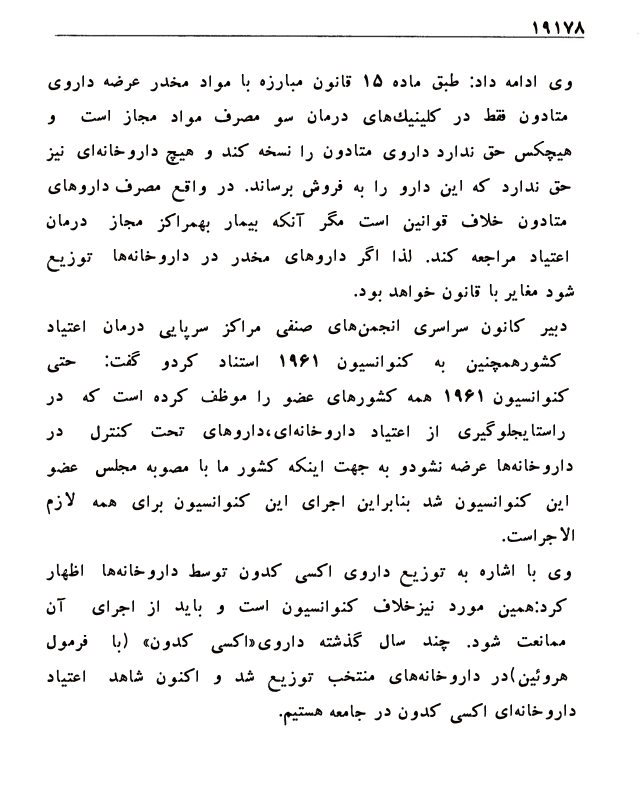 ۱۹۱۷۸
وی ادامه داد: طبق ماده ۱۵ قانون مبارزه با مواد مخدر عرضه داروی
متادون فقط در کلینیك‌های درمان سو مصرف مواد مجاز است و
هیچکس حق ندارد داروی متادون را نسخه کند و هیچ داروخانه‌ای نیز
حق ندارد که این دارو را به فروش برساند. در واقع مصرف داروهای
متادون خلاف قوانین است مگر آنکه بیمار بهمراکز مجاز درمان
اعتیاد مراجعه کند. لذا اگر داروهای مخدر در داروخانه‌ها توزیع
شود مغایر با قانون خواهد بود.
دبیر کانون سراسری انجمن‌های صنفی مراکز سرپایی درمان اعتیاد
کشورهمچنین به کنوانسیون ۱۹۶۱ استناد کردو گفت: حتی
کنوانسیون ۱۹۶۱ همه کشورهای عضو را موظف کرده است که در
راستایجلوگیری از اعتیاد داروخانه‌ای،داروهای تحت کنترل در
داروخانه‌ها عرضه نشودو به جهت اینکه کشور ما با مصوبه مجلس عضو
این کنوانسیون شد بنابراین اجرای این کنوانسیون برای همه لازم
الاجراست.
وی با اشاره به توزیع داروی اکسی کدون توسط داروخانه‌ها اظهار
کرد:همین مورد نیزخلاف کنوانسیون است و باید از اجرای آن
ممانعت شود. چند سال گذشته داروی«اکسی کدون» (با فرمول
هروئین)در داروخانه‌های منتخب توزیع شد و اکنون شاهد اعتیاد
داروخانه‌ای اکسی کدون در جامعه هستیم.